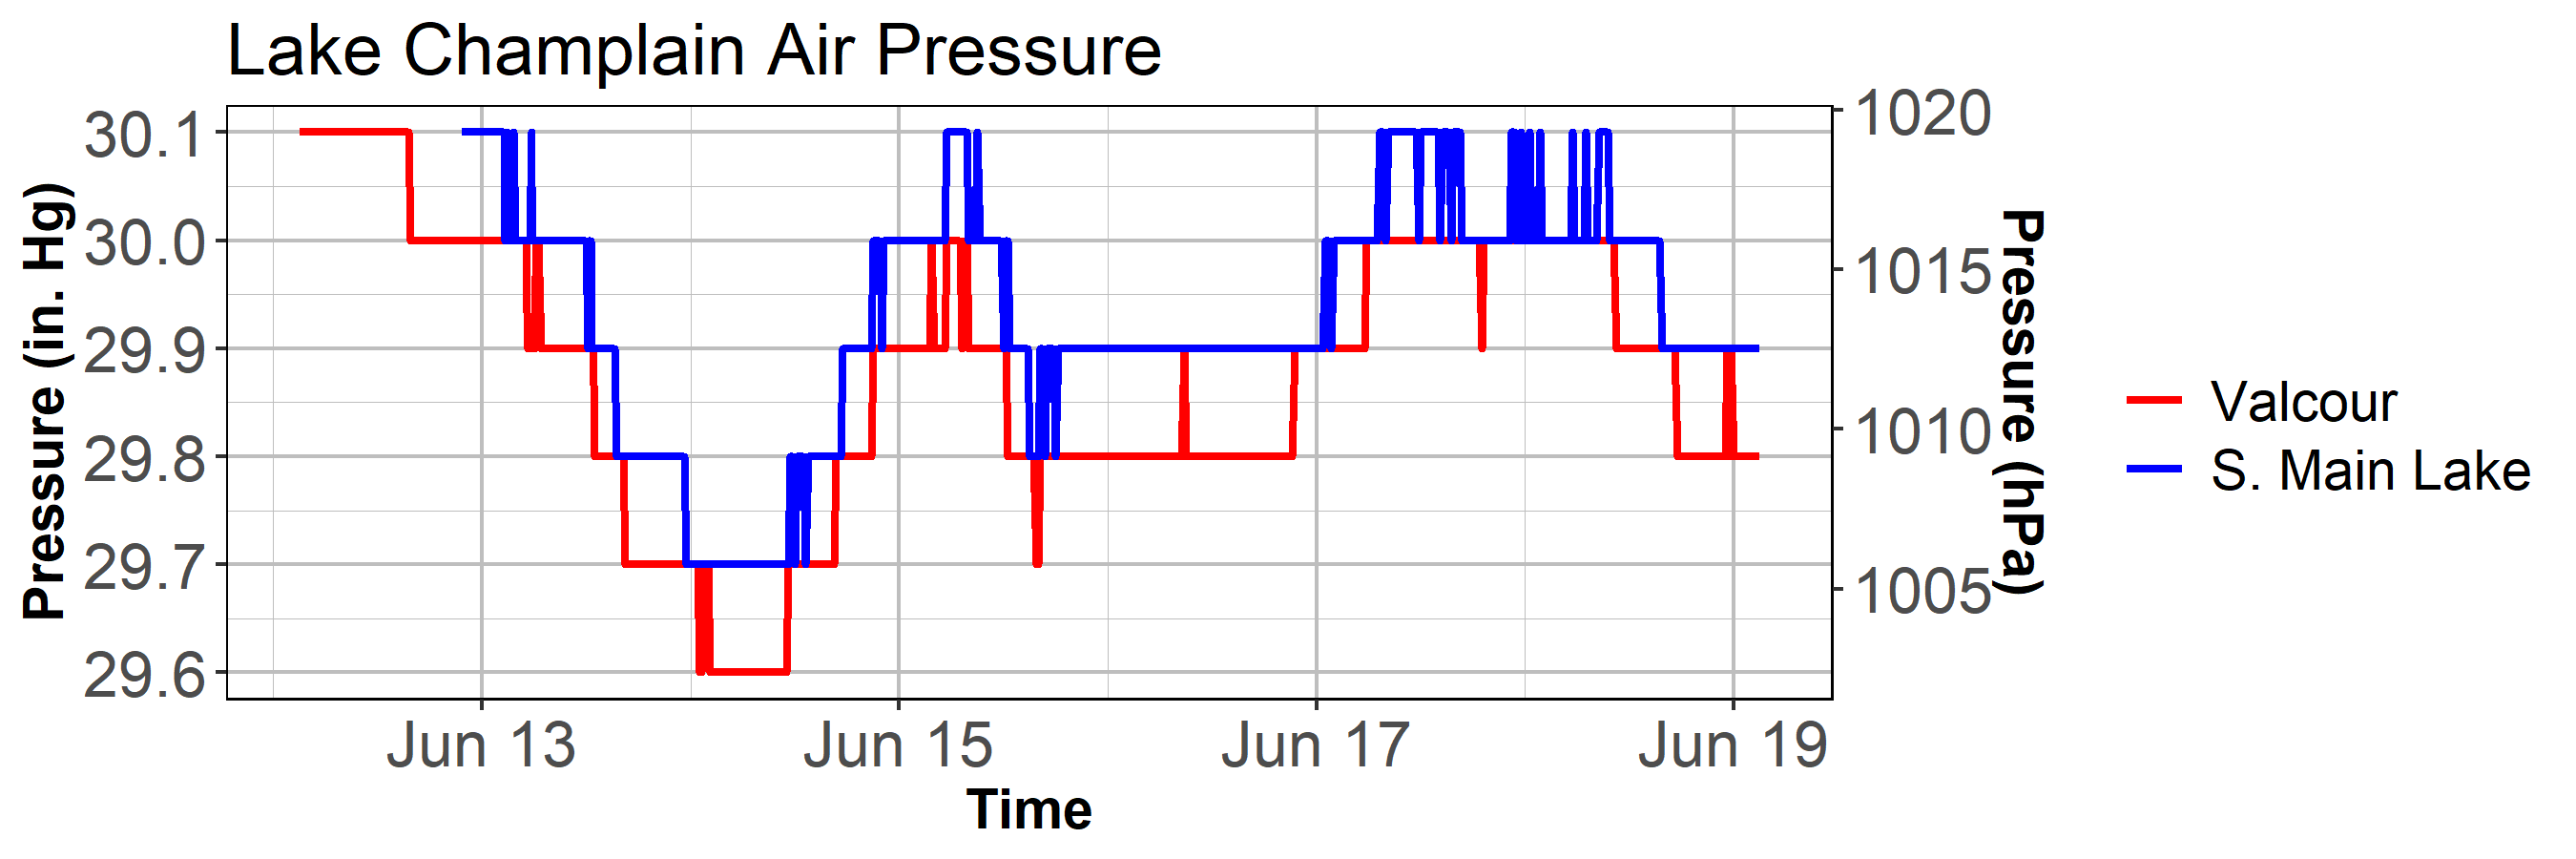 Lake Champlain Air Pressure
Pressure (in. Hg)
30.1
30.0
29.9
29.8
29.7
29.6
1020
1015
1010
1005
Pressure (hPa)
Jun 13
Jun 15
Jun 17
Jun 19
Time
Valcour
S. Main Lake